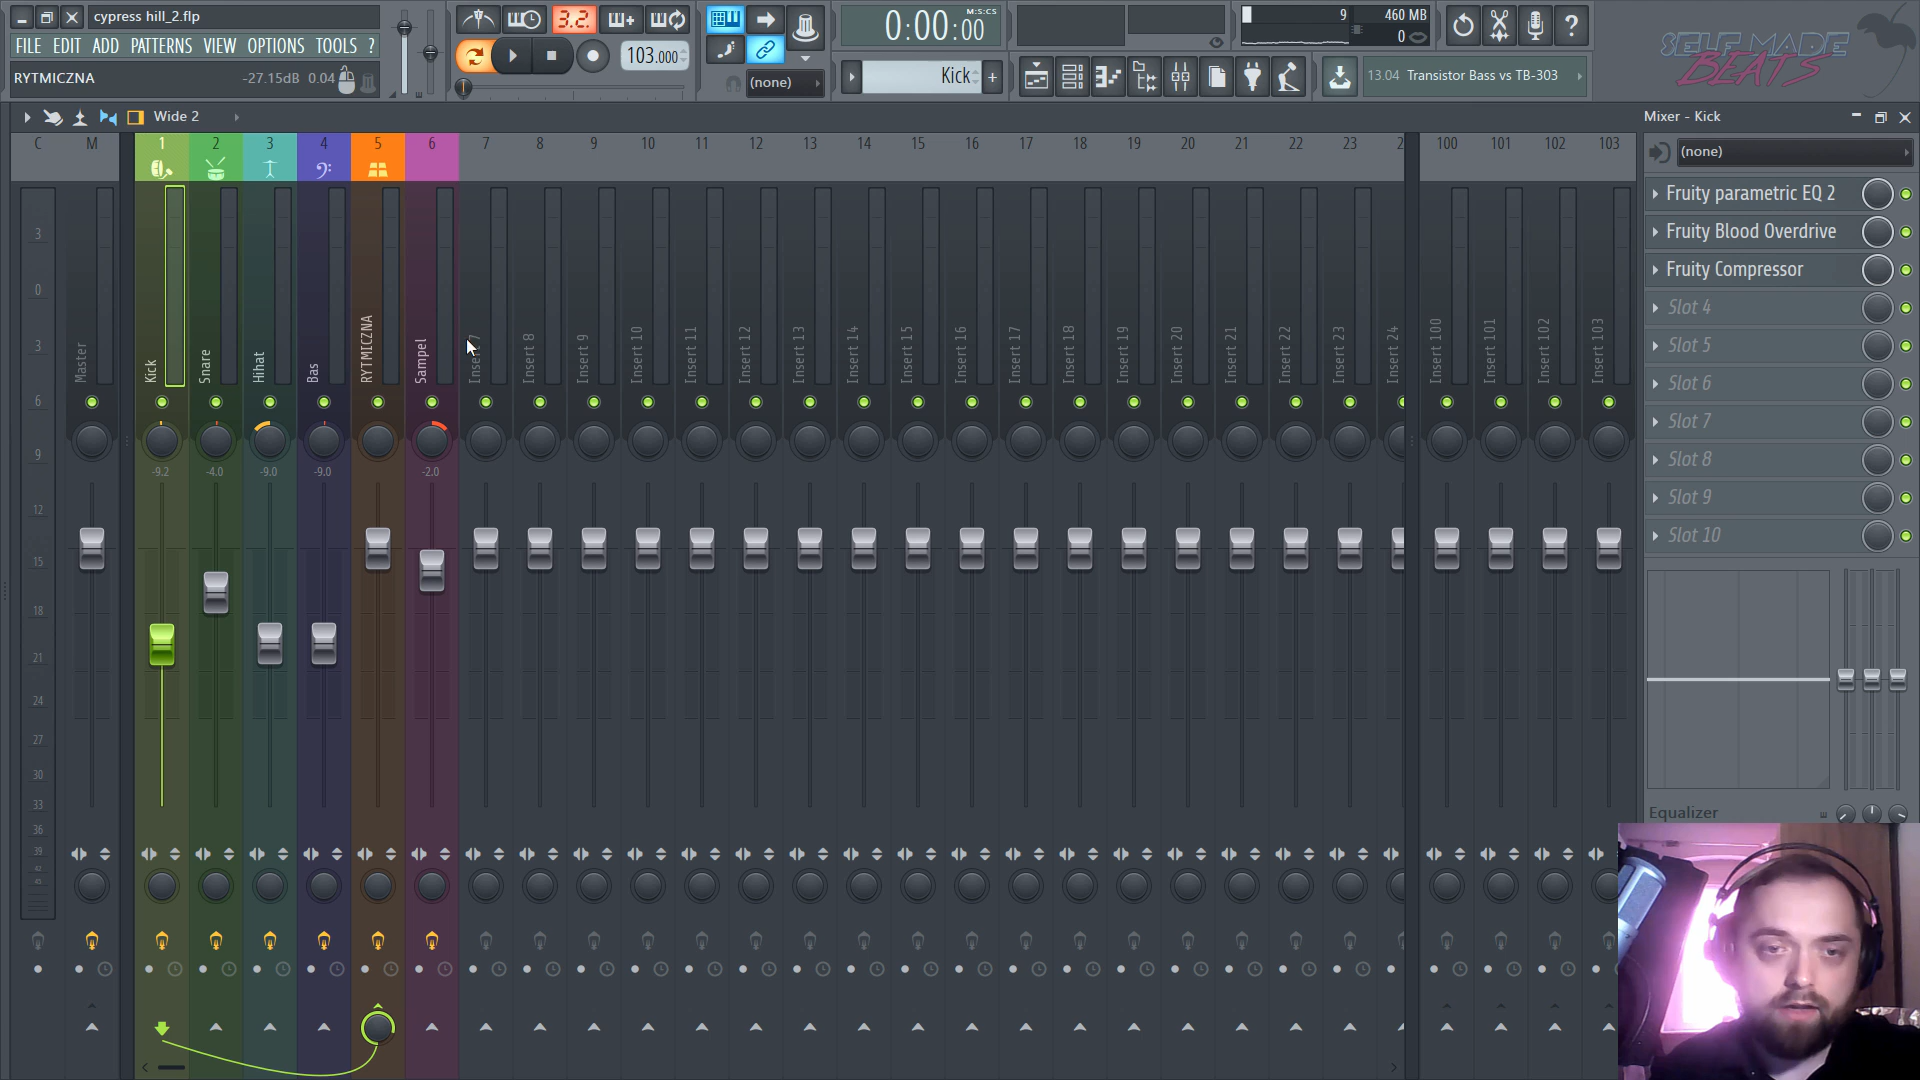 cypress hill_2.flp
FILE EDIT ADD PATTERNS VIEW OPTIONS TOOLS ?
RYTMICZNA -27.15dB 0.04
3.2.
103.000
(none)
0:00:00
M:S:CS
Kick
9 460 MB
0
13.04 Transistor Bass vs TB-303
SELF MADE
BEATS
Wide 2
Mixer - Kick
C M 1 2 3 4 5 6 7 8 9 10 11 12 13 14 15 16 17 18 19 20 21 22 23 2 100 101 102 103
Master
Kick
Snare
Hihat
Bas
RYTMICZNA
Sampel
Insert 7
Insert 8
Insert 9
Insert 10
Insert 11
Insert 12
Insert 13
Insert 14
Insert 15
Insert 16
Insert 17
Insert 18
Insert 19
Insert 20
Insert 21
Insert 22
Insert 23
Insert 24
Insert 100
Insert 101
Insert 102
Insert 103
3
0
3
6
9
12
15
18
21
24
27
30
33
36
39
42
45
-9.2 -4.0 -9.0 -9.0 -2.0
(none)
Fruity parametric EQ 2
Fruity Blood Overdrive
Fruity Compressor
Slot 4
Slot 5
Slot 6
Slot 7
Slot 8
Slot 9
Slot 10
Equalizer